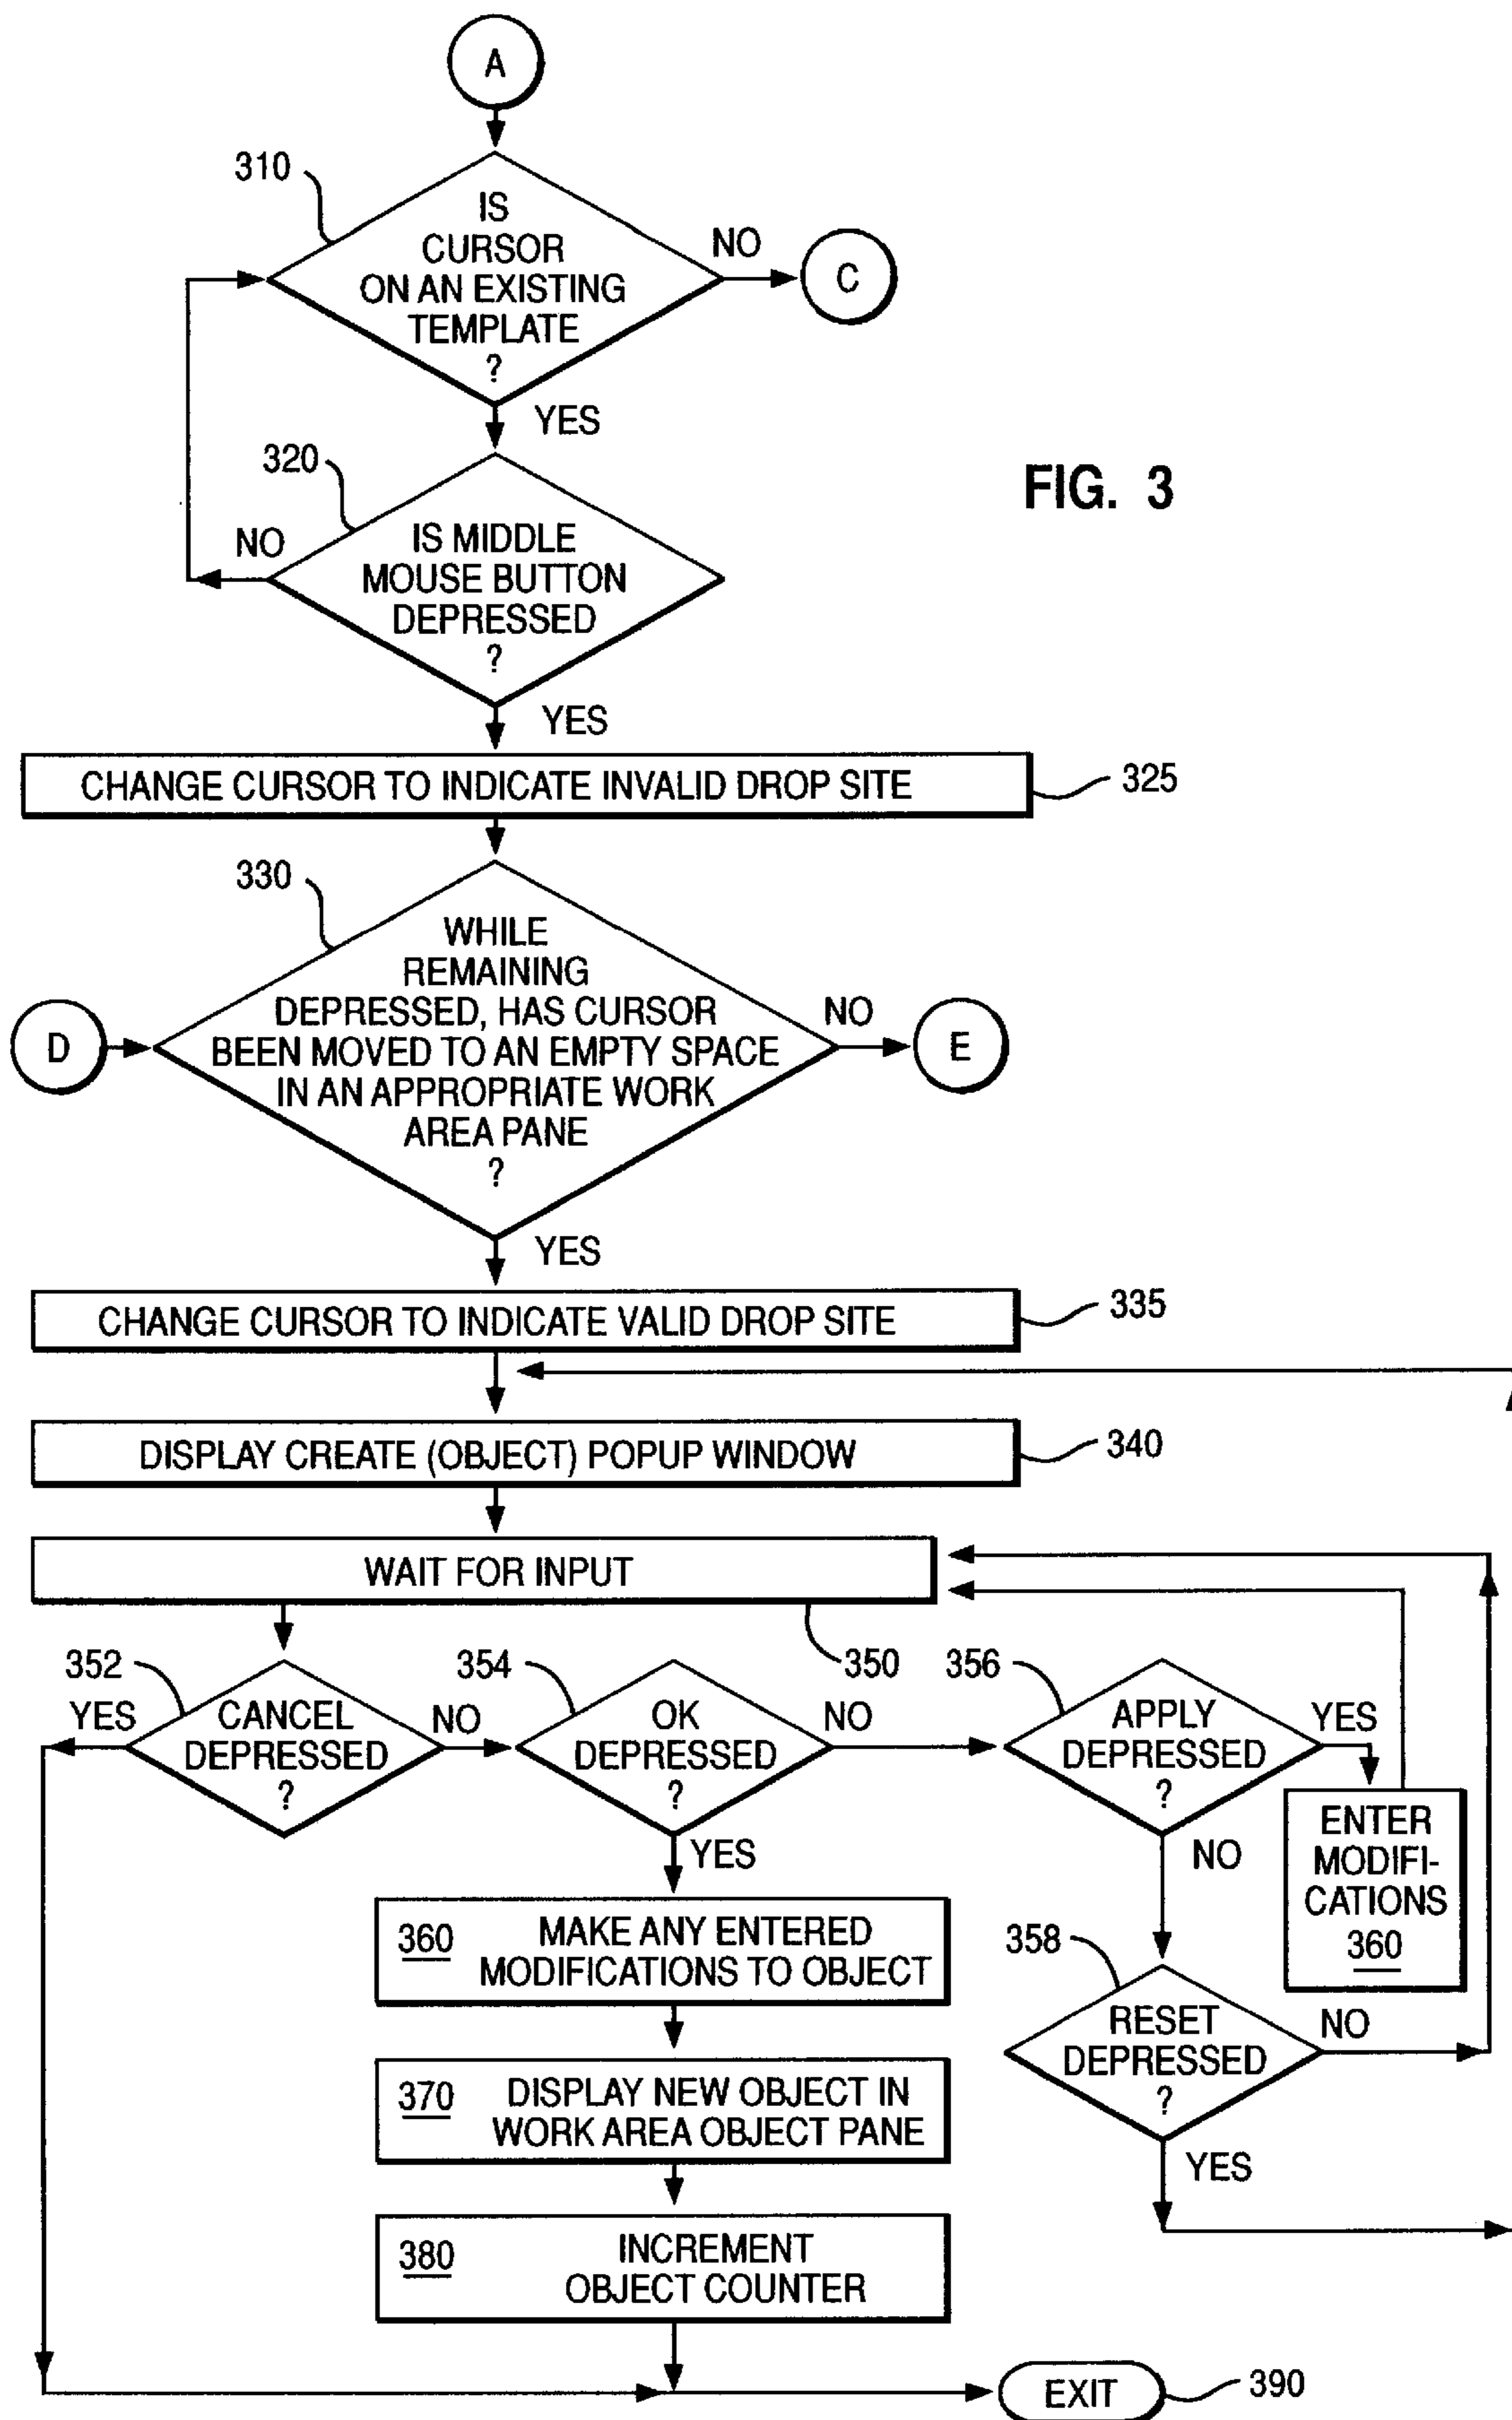 A
310
IS
CURSOR
ON AN EXISTING
TEMPLATE
?
NO
C
YES
320
FIG. 3
IS MIDDLE
MOUSE BUTTON
DEPRESSED
?
NO
YES
CHANGE CURSOR TO INDICATE INVALID DROP SITE
325
330
WHILE
REMAINING
DEPRESSED, HAS CURSOR
BEEN MOVED TO AN EMPTY SPACE
IN AN APPROPRIATE WORK
AREA PANE
?
D
NO
E
YES
CHANGE CURSOR TO INDICATE VALID DROP SITE
335
DISPLAY CREATE (OBJECT) POPUP WINDOW
340
WAIT FOR INPUT
350
352
YES
CANCEL
DEPRESSED
?
NO
354
OK
DEPRESSED
?
NO
356
APPLY
DEPRESSED
?
YES
YES
NO
ENTER
MODIFI-
CATIONS
360
360
MAKE ANY ENTERED
MODIFICATIONS TO OBJECT
358
RESET
DEPRESSED
?
NO
370
DISPLAY NEW OBJECT IN
WORK AREA OBJECT PANE
YES
380
INCREMENT
OBJECT COUNTER
EXIT
390